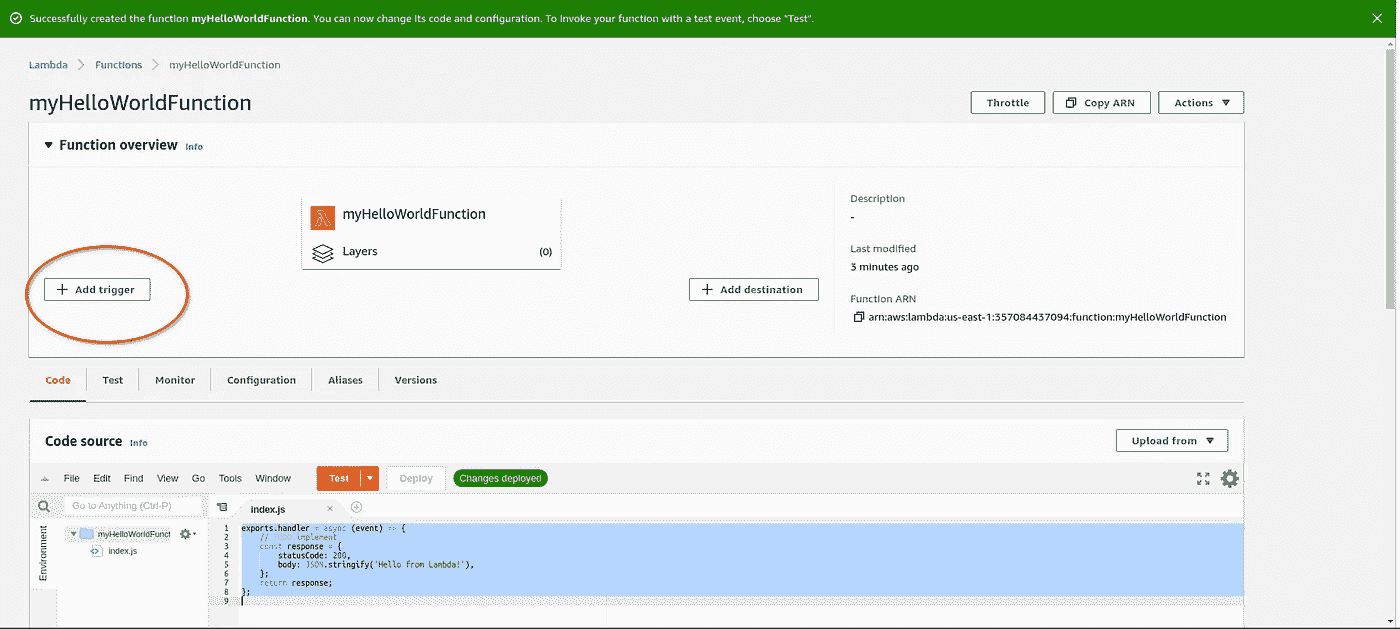 Successfully created the function myHelloWorldFunction. You can now change its code and configuration. To invoke your function with a test event, choose "Test".
Lambda > Functions > myHelloWorldFunction
myHelloWorldFunction
Throttle Copy ARN Actions ▼
▼ Function overview Info
myHelloWorldFunction
Layers (0)
+ Add trigger
+ Add destination
Description
-
Last modified
3 minutes ago
Function ARN
arn:aws:lambda:us-east-1:357084437094:function:myHelloWorldFunction
Code Test Monitor Configuration Aliases Versions
Code source Info
Upload from ▼
File Edit Find View Go Tools Window Test Deploy Changes deployed
Go to Anything (Ctrl-P)
index.js
Environment
myHelloWorldFunct
index.js
1 exports.handler = async (event) => {
2 // TODO implement
3 const response = {
4 statusCode: 200,
5 body: JSON.stringify('Hello from Lambda!'),
6 };
7 return response;
8 };
9